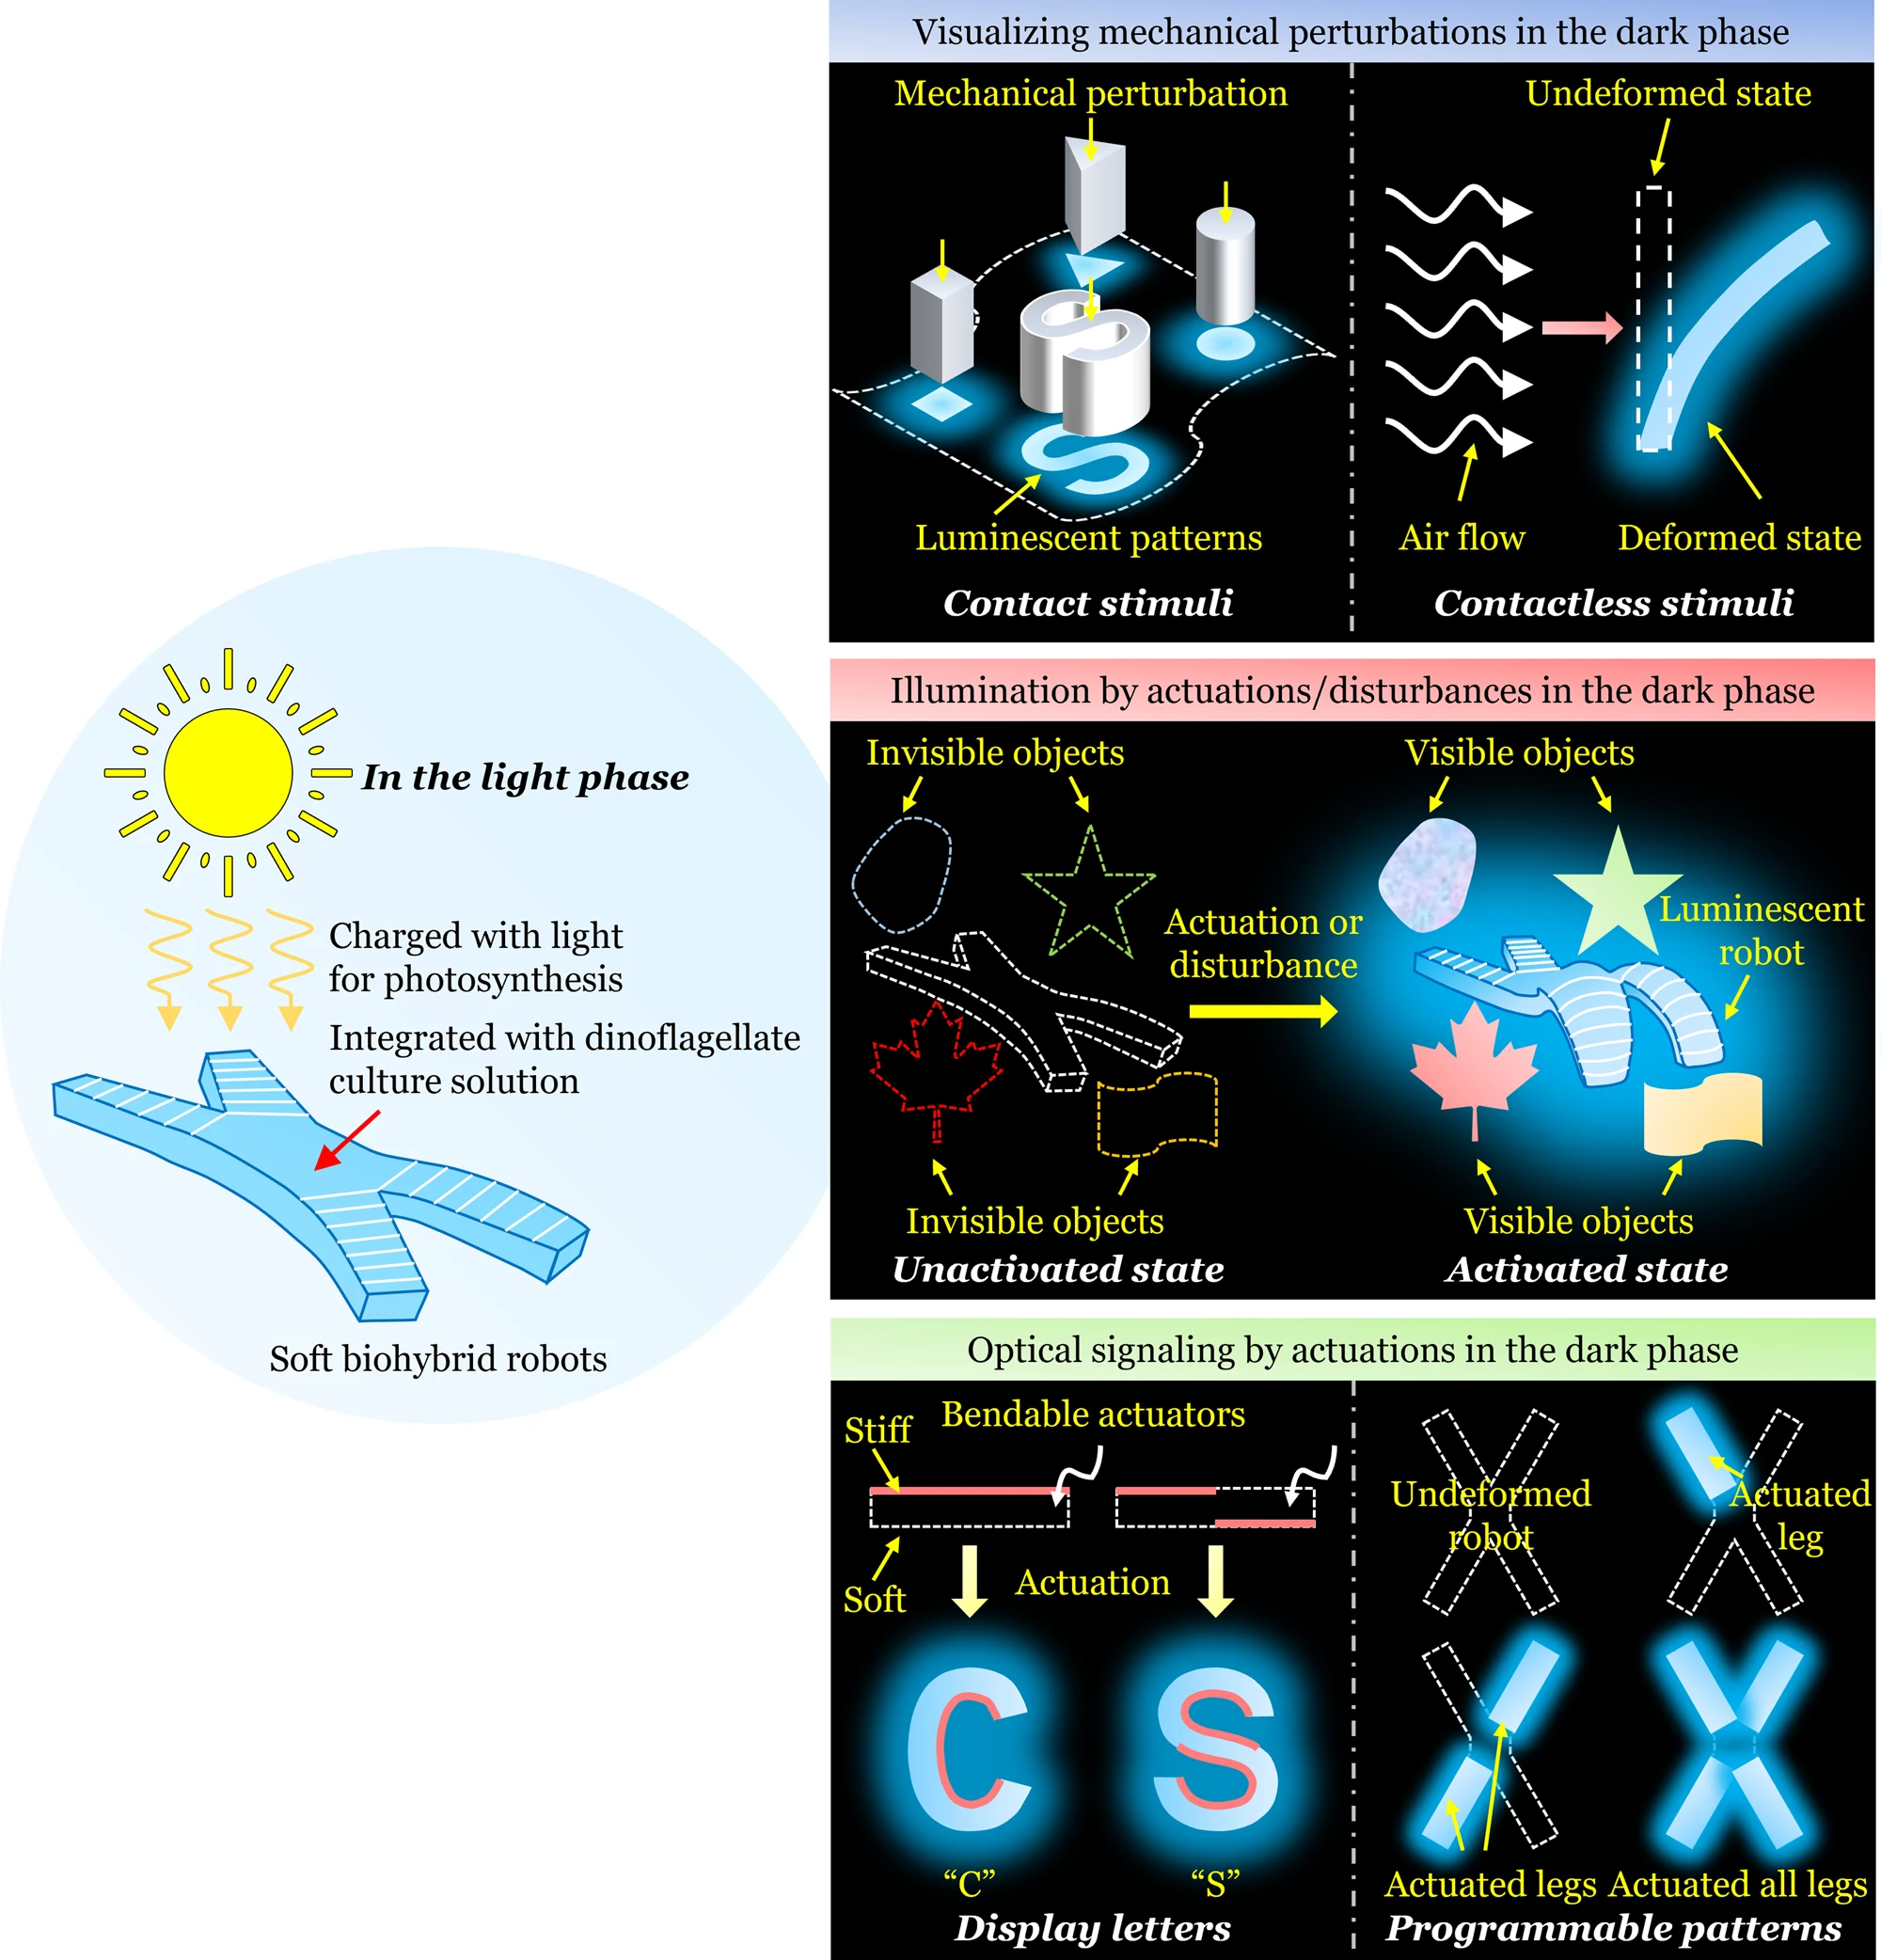 Visualizing mechanical perturbations in the dark phase
Mechanical perturbation
Luminescent patterns
Contact stimuli
Undeformed state
Air flow
Deformed state
Contactless stimuli
In the light phase
Charged with light
for photosynthesis
Integrated with dinoflagellate
culture solution
Soft biohybrid robots
Illumination by actuations/disturbances in the dark phase
Invisible objects
Visible objects
Actuation or
disturbance
Luminescent
robot
Invisible objects
Visible objects
Unactivated state
Activated state
Optical signaling by actuations in the dark phase
Stiff
Bendable actuators
Soft
Actuation
C
S
“C”
“S”
Display letters
Undeformed
robot
Actuated
leg
Actuated legs
Actuated all legs
Programmable patterns